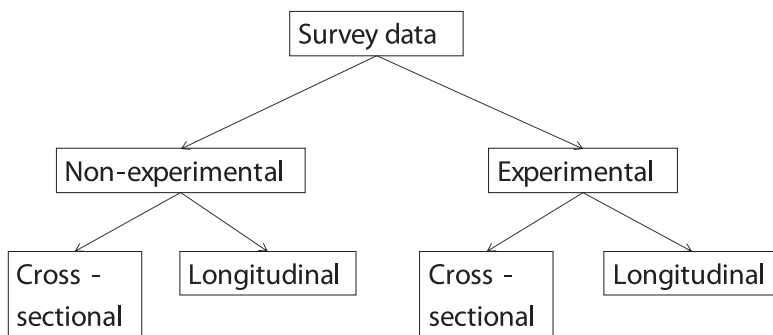 Survey data
Non-experimental
Experimental
Cross -
sectional
Longitudinal
Cross -
sectional
Longitudinal